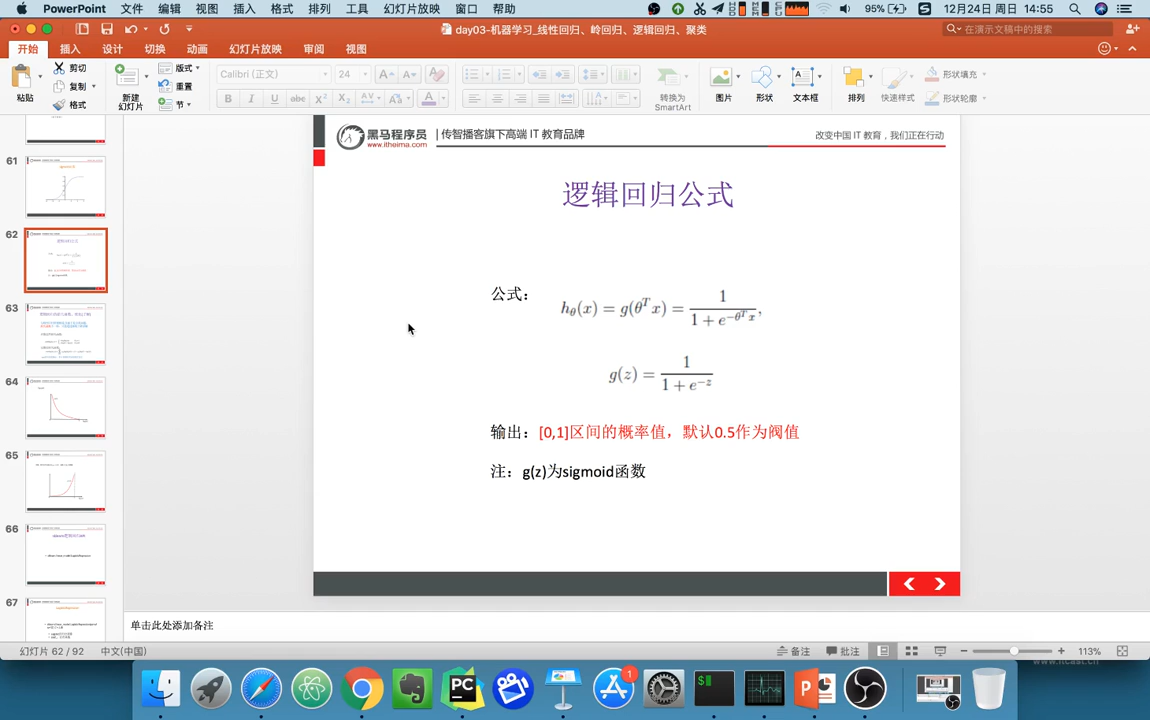 PowerPoint 文件 编辑 视图 插入 格式 排列 工具 幻灯片放映 窗口 帮助 95% 12月24日 周日 14:55
day03-机器学习_线性回归、岭回归、逻辑回归、聚类
在演示文稿中的搜索
开始 插入 设计 切换 动画 幻灯片放映 审阅 视图
粘贴
剪切
复制
格式
新建
幻灯片
版式
重置
节
Calibri (正文) 24
B I U abc X² X₂ AV Aa A
转换为
SmartArt
图片
形状
文本框
排列
快速样式
形状填充
形状轮廓
61
62
63
64
65
66
67
黑马程序员
www.itheima.com
传智播客旗下高端 IT 教育品牌
改变中国 IT 教育，我们正在行动
逻辑回归公式
公式：
h_θ(x) = g(θ^T x) = 1 / (1 + e^{-θ^T x}),
g(z) = 1 / (1 + e^{-z})
输出：[0,1]区间的概率值，默认0.5作为阀值
注：g(z)为sigmoid函数
单击此处添加备注
幻灯片 62 / 92 中文(中国)
备注 批注 113%
PC
1
$